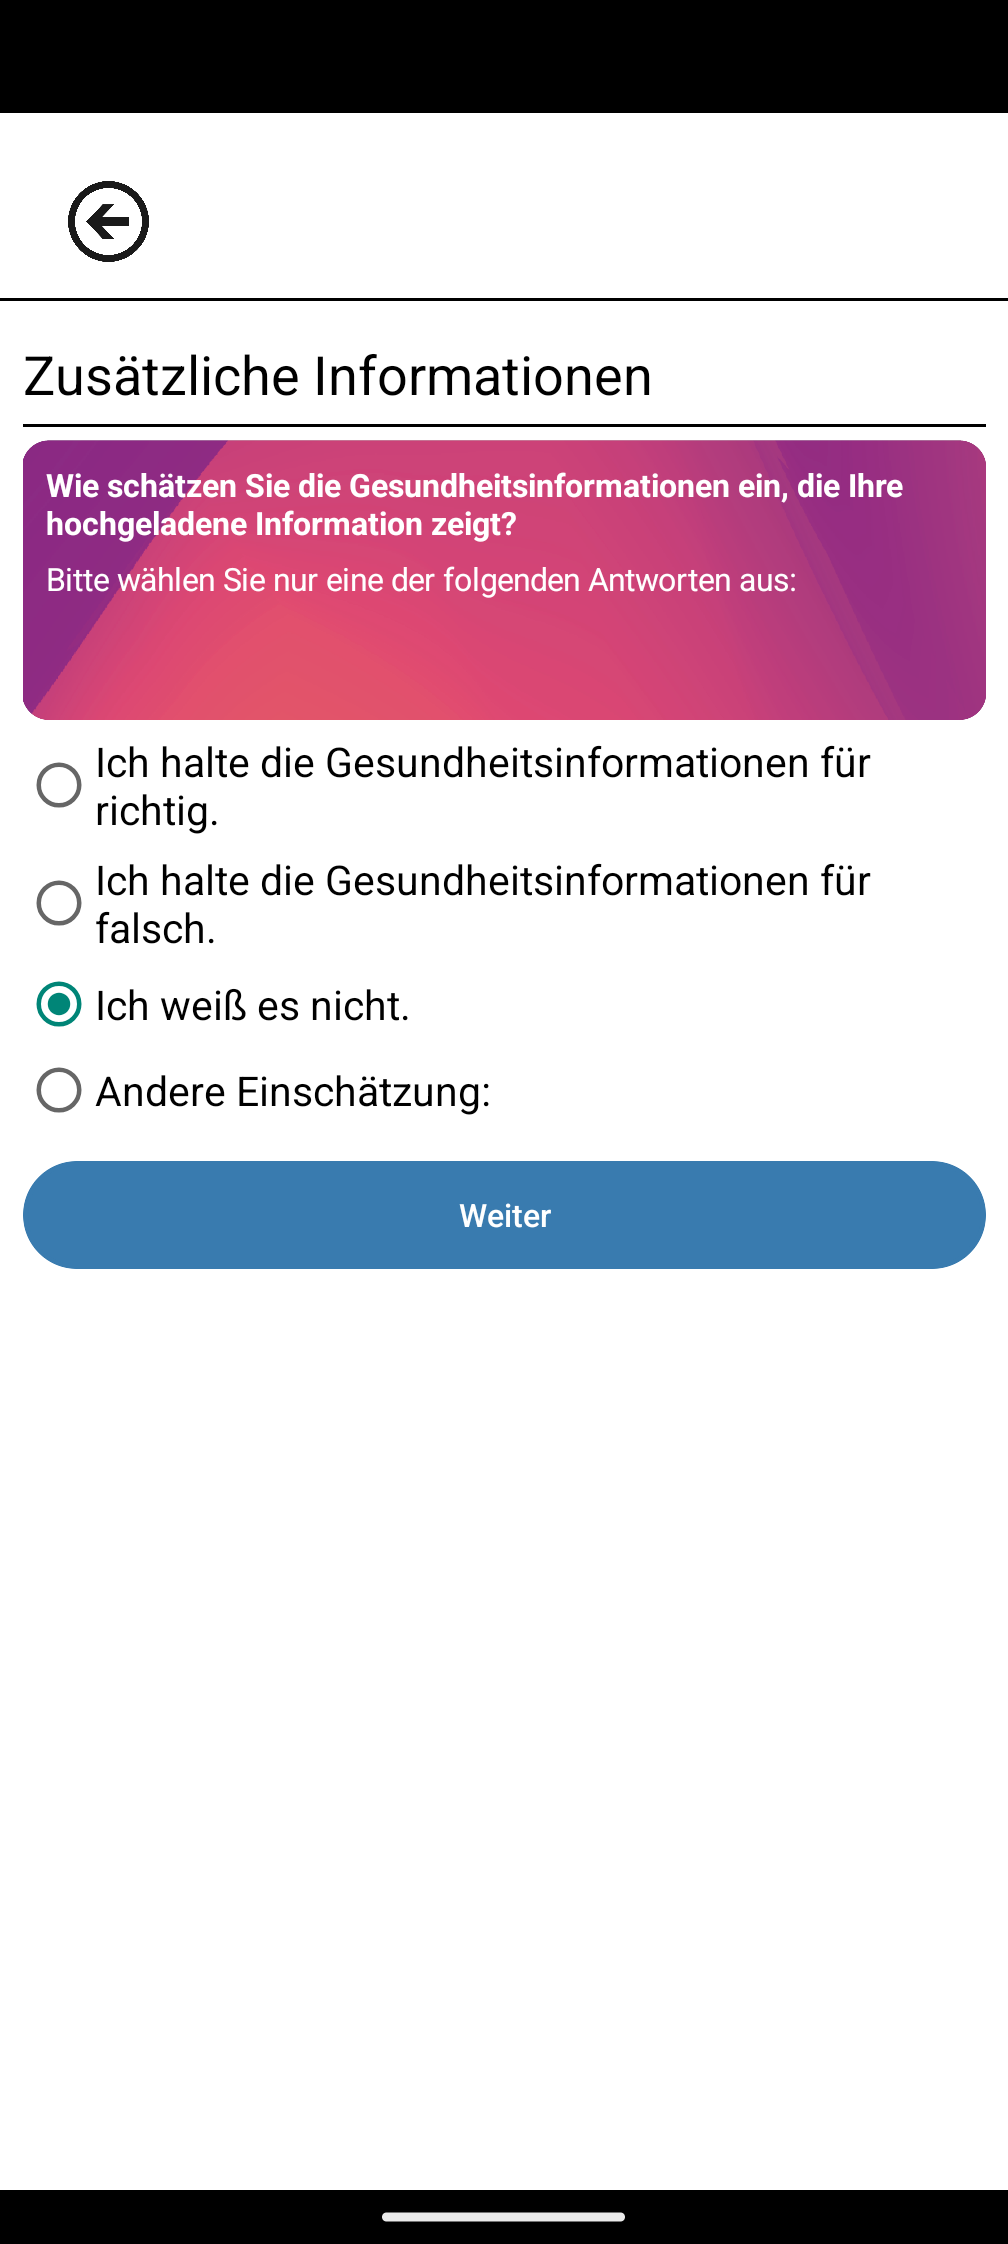 Zusätzliche Informationen
Wie schätzen Sie die Gesundheitsinformationen ein, die Ihre
hochgeladene Information zeigt?
Bitte wählen Sie nur eine der folgenden Antworten aus:
Ich halte die Gesundheitsinformationen für
richtig.
Ich halte die Gesundheitsinformationen für
falsch.
Ich weiß es nicht.
Andere Einschätzung:
Weiter